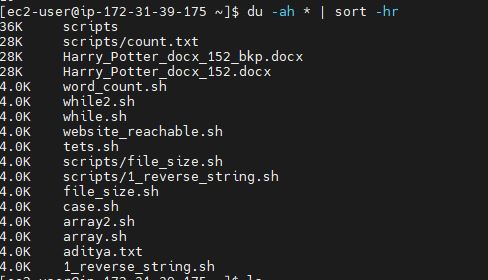 [ec2-user@ip-172-31-39-175 ~]$ du -ah * | sort -hr
36K scripts
28K scripts/count.txt
28K Harry_Potter_docx_152_bkp.docx
28K Harry_Potter_docx_152.docx
4.0K word_count.sh
4.0K while2.sh
4.0K while.sh
4.0K website_reachable.sh
4.0K tets.sh
4.0K scripts/file_size.sh
4.0K scripts/1_reverse_string.sh
4.0K file_size.sh
4.0K case.sh
4.0K array2.sh
4.0K array.sh
4.0K aditya.txt
4.0K 1_reverse_string.sh